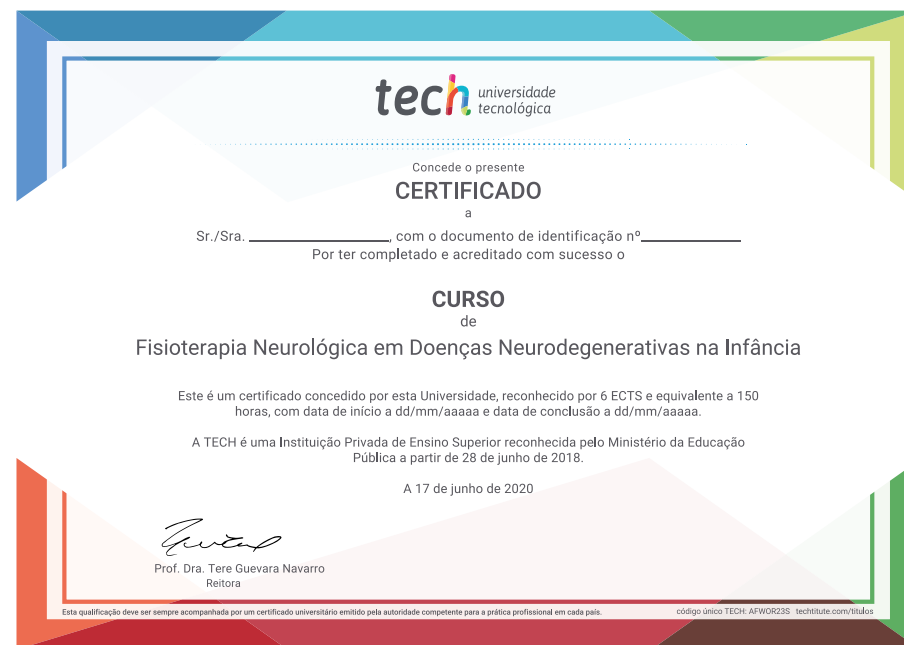 tech universidade
tecnológica
Concede o presente
CERTIFICADO
a
Sr./Sra. ________________, com o documento de identificação nº____________
Por ter completado e acreditado com sucesso o
CURSO
de
Fisioterapia Neurológica em Doenças Neurodegenerativas na Infância
Este é um certificado concedido por esta Universidade, reconhecido por 6 ECTS e equivalente a 150
horas, com data de início a dd/mm/aaaaa e data de conclusão a dd/mm/aaaaa.
A TECH é uma Instituição Privada de Ensino Superior reconhecida pelo Ministério da Educação
Pública a partir de 28 de junho de 2018.
A 17 de junho de 2020
Prof. Dra. Tere Guevara Navarro
Reitora
Esta qualificação deve ser sempre acompanhada por um certificado universitário emitido pela autoridade competente para a prática profissional em cada país.
código único TECH: AFWOR23S techtitute.com/titulos